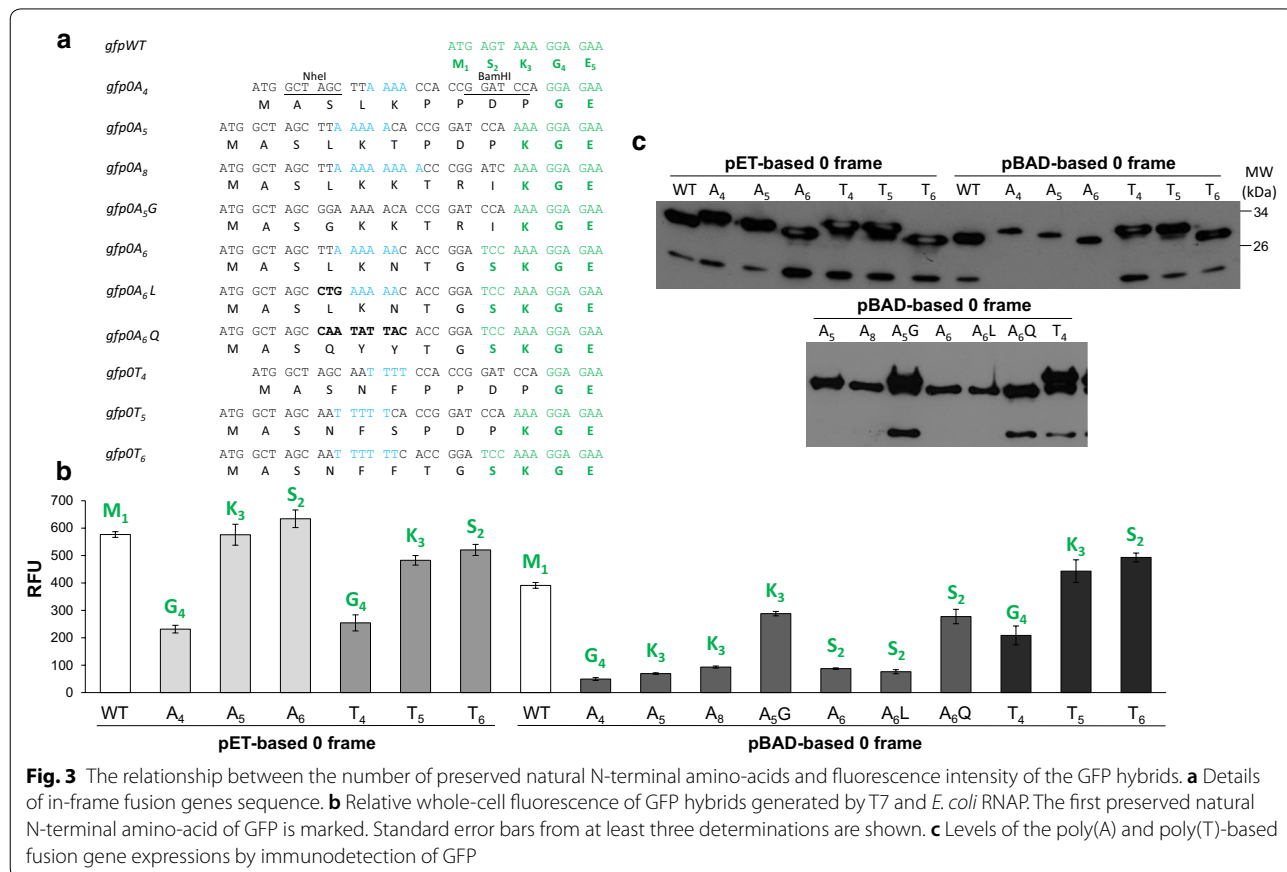 a
gfpWT ATG AGT AAA GGA GAA
M1 S2 K3 G4 E5
NheI BamHI
gfp0A4 ATG GCT AGC TTA AAA CCA CCG GAT CCA GGA GAA
M A S L K P P D P G E
gfp0A5 ATG GCT AGC TTA AAA ACA CCG GAT CCA AAA GGA GAA
M A S L K T P D P K G E
gfp0A8 ATG GCT AGC TTA AAA AAA ACC CGG ATC AAA GGA GAA
M A S L K K T R I K G E
gfp0A5G ATG GCT AGC GGA AAA ACA CCG GAT CCA AAA GGA GAA
M A S G K K T R I K G E
gfp0A6 ATG GCT AGC TTA AAA AAC ACC GGA TCC AAA GGA GAA
M A S L K N T G S K G E
gfp0A6L ATG GCT AGC CTG AAA AAC ACC GGA TCC AAA GGA GAA
M A S L K N T G S K G E
gfp0A6Q ATG GCT AGC CAA TAT TAC ACC GGA TCC AAA GGA GAA
M A S Q Y Y T G S K G E
gfp0T4 ATG GCT AGC AAT TTT CCA CCG GAT CCA GGA GAA
M A S N F P P D P G E
gfp0T5 ATG GCT AGC AAT TTT TCA CCG GAT CCA AAA GGA GAA
M A S N F S P D P K G E
gfp0T6 ATG GCT AGC AAT TTT TTC ACC GGA TCC AAA GGA GAA
M A S N F F T G S K G E
c
pET-based 0 frame pBAD-based 0 frame MW (kDa)
WT A4 A5 A6 T4 T5 T6 WT A4 A5 A6 T4 T5 T6
34
26
pBAD-based 0 frame
A5 A8 A5G A6 A6L A6Q T4
b
RFU
700
600
500
400
300
200
100
0
M1 G4 K3 S2 G4 K3 S2 M1 G4 K3 K3 K3 S2 S2 S2 G4 K3 S2
WT A4 A5 A6 T4 T5 T6 WT A4 A5 A8 A5G A6 A6L A6Q T4 T5 T6
pET-based 0 frame pBAD-based 0 frame
Fig. 3 The relationship between the number of preserved natural N-terminal amino-acids and fluorescence intensity of the GFP hybrids. a Details
of in-frame fusion genes sequence. b Relative whole-cell fluorescence of GFP hybrids generated by T7 and E. coli RNAP. The first preserved natural
N-terminal amino-acid of GFP is marked. Standard error bars from at least three determinations are shown. c Levels of the poly(A) and poly(T)-based
fusion gene expressions by immunodetection of GFP